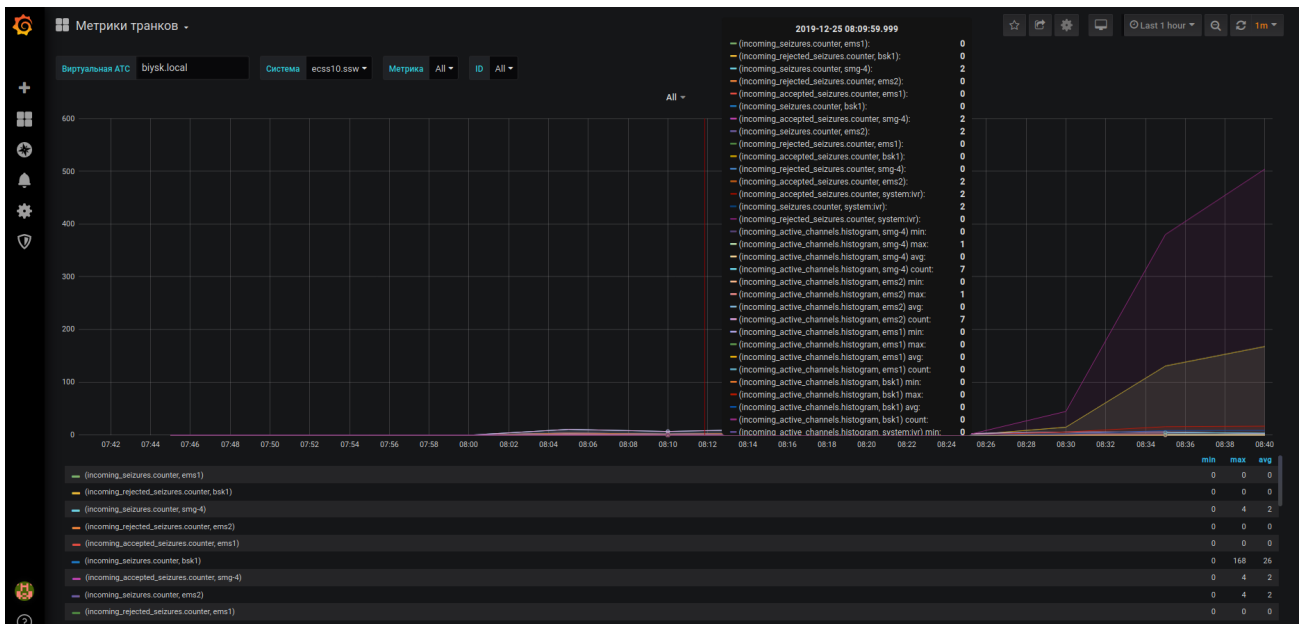 Метрики транков
Last 1 hour 1m
Виртуальная АТС biysk.local Система ecss10.ssw Метрика All ID All
All
2019-12-25 08:09:59.999
(incoming_seizures.counter, ems1): 0
(incoming_rejected_seizures.counter, bsk1): 0
(incoming_seizures.counter, smg-4): 2
(incoming_rejected_seizures.counter, ems2): 0
(incoming_accepted_seizures.counter, ems1): 0
(incoming_seizures.counter, bsk1): 0
(incoming_accepted_seizures.counter, smg-4): 2
(incoming_seizures.counter, ems2): 2
(incoming_rejected_seizures.counter, ems1): 0
(incoming_accepted_seizures.counter, bsk1): 0
(incoming_rejected_seizures.counter, smg-4): 0
(incoming_accepted_seizures.counter, ems2): 2
(incoming_accepted_seizures.counter, system:ivr): 2
(incoming_seizures.counter, system:ivr): 2
(incoming_rejected_seizures.counter, system:ivr): 0
(incoming_active_channels.histogram, smg-4) min: 0
(incoming_active_channels.histogram, smg-4) max: 1
(incoming_active_channels.histogram, smg-4) avg: 0
(incoming_active_channels.histogram, smg-4) count: 7
(incoming_active_channels.histogram, ems2) min: 0
(incoming_active_channels.histogram, ems2) max: 1
(incoming_active_channels.histogram, ems2) avg: 0
(incoming_active_channels.histogram, ems2) count: 7
(incoming_active_channels.histogram, ems1) min: 0
(incoming_active_channels.histogram, ems1) max: 0
(incoming_active_channels.histogram, ems1) avg: 0
(incoming_active_channels.histogram, ems1) count: 0
(incoming_active_channels.histogram, bsk1) min: 0
(incoming_active_channels.histogram, bsk1) max: 0
(incoming_active_channels.histogram, bsk1) avg: 0
(incoming_active_channels.histogram, bsk1) count: 0
(incoming_active_channels.histogram, system:ivr) min: 0
600
500
400
300
200
100
0
07:42 07:44 07:46 07:48 07:50 07:52 07:54 07:56 07:58 08:00 08:02 08:04 08:06 08:08 08:10 08:12 08:14 08:16 08:18 08:20 08:22 08:24 08:26 08:28 08:30 08:32 08:34 08:36 08:38 08:40
min max avg
(incoming_seizures.counter, ems1) 0 0 0
(incoming_rejected_seizures.counter, bsk1) 0 0 0
(incoming_seizures.counter, smg-4) 0 4 2
(incoming_rejected_seizures.counter, ems2) 0 0 0
(incoming_accepted_seizures.counter, ems1) 0 0 0
(incoming_seizures.counter, bsk1) 0 168 26
(incoming_accepted_seizures.counter, smg-4) 0 4 2
(incoming_seizures.counter, ems2) 0 4 2
(incoming_rejected_seizures.counter, ems1) 0 0 0